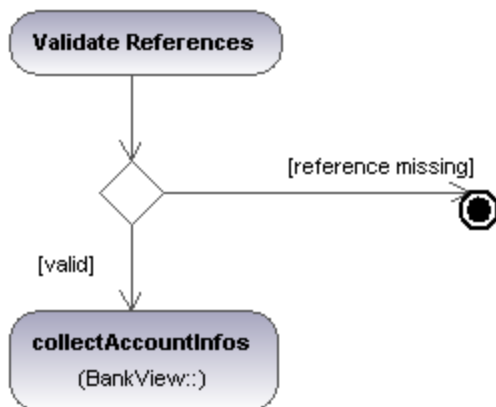 Validate References
[reference missing]
[valid]
collectAccountInfos
(BankView::)